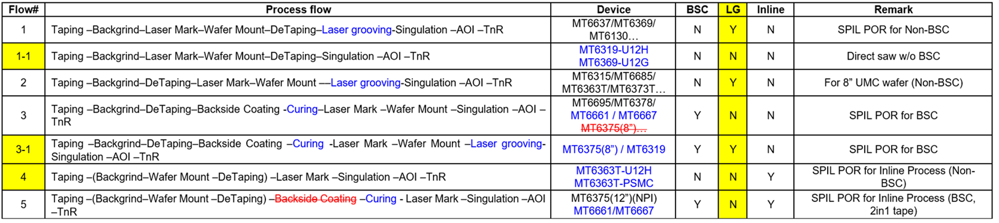 Flow# Process flow Device BSC LG Inline Remark
1 Taping –Backgrind–Laser Mark–Wafer Mount–DeTaping–Laser grooving-Singulation –AOI –TnR MT6637/MT6369/ N Y N SPIL POR for Non-BSC
MT6130…
1-1 Taping –Backgrind–Laser Mark–Wafer Mount–DeTaping–Singulation –AOI –TnR MT6319-U12H N N N Direct saw w/o BSC
MT6369-U12G
2 Taping –Backgrind–DeTaping–Laser Mark–Wafer Mount ––Laser grooving-Singulation –AOI –TnR MT6315/MT6685/ N Y N For 8” UMC wafer (Non-BSC)
MT6363T/MT6373T…
3 Taping –Backgrind–DeTaping–Backside Coating -Curing–Laser Mark –Wafer Mount –Singulation –AOI – MT6695/MT6378/ Y N N SPIL POR for BSC
TnR MT6661 / MT6667
MT6375(8”)…
3-1 Taping –Backgrind–DeTaping–Backside Coating –Curing -Laser Mark –Wafer Mount –Laser grooving- MT6375(8”) / MT6319 Y Y N SPIL POR for BSC
Singulation –AOI –TnR
4 Taping –(Backgrind–Wafer Mount –DeTaping) –Laser Mark –Singulation –AOI –TnR MT6363T-U12H N N Y SPIL POR for Inline Process (Non-
MT6363T-PSMC BSC)
5 Taping –(Backgrind–Wafer Mount –DeTaping) –Backside Coating –Curing - Laser Mark –Singulation –AOI MT6375(12”)(NPI) Y N Y SPIL POR for Inline Process (BSC,
–TnR MT6661/MT6667 2in1 tape)